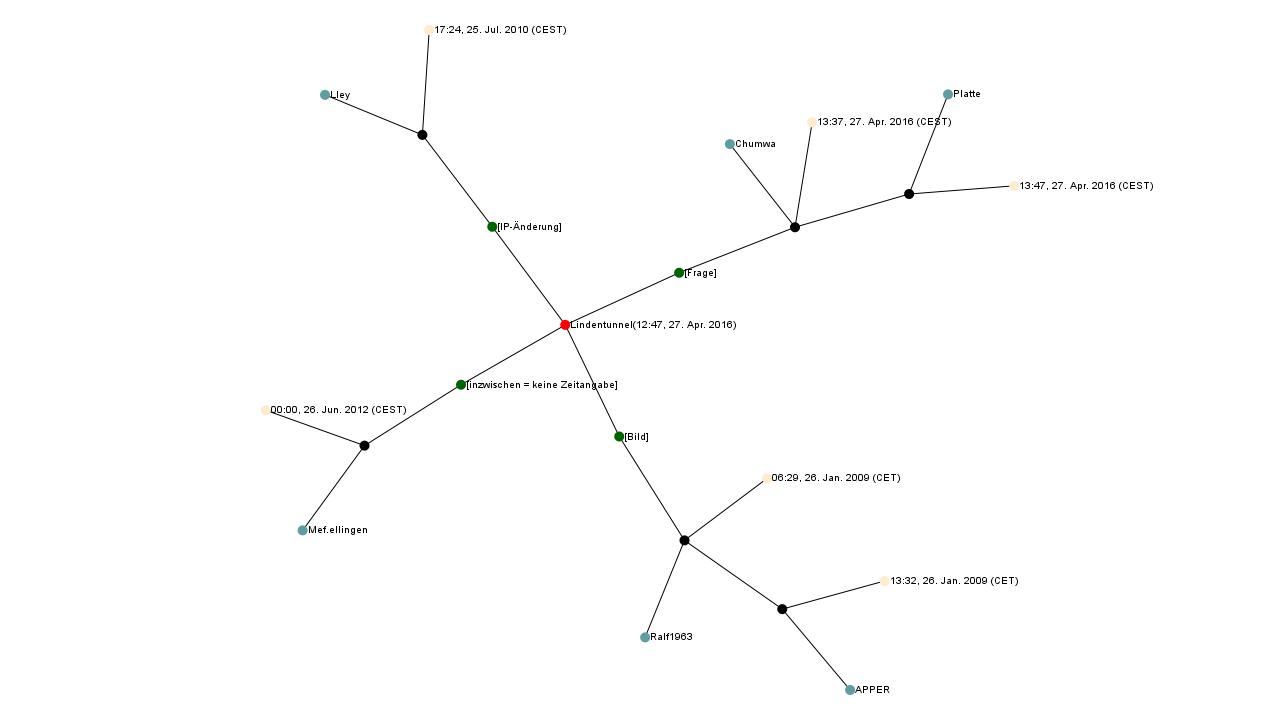 17:24, 25. Jul. 2010 (CEST)
Lley
Platte
13:37, 27. Apr. 2016 (CEST)
Chumwa
13:47, 27. Apr. 2016 (CEST)
[IP-Änderung]
[Frage]
Lindentunnel(12:47, 27. Apr. 2016)
[inzwischen = keine Zeitangabe]
00:00, 26. Jun. 2012 (CEST)
[Bild]
06:29, 26. Jan. 2009 (CET)
Mef.ellingen
13:32, 26. Jan. 2009 (CET)
Ralf1963
APPER